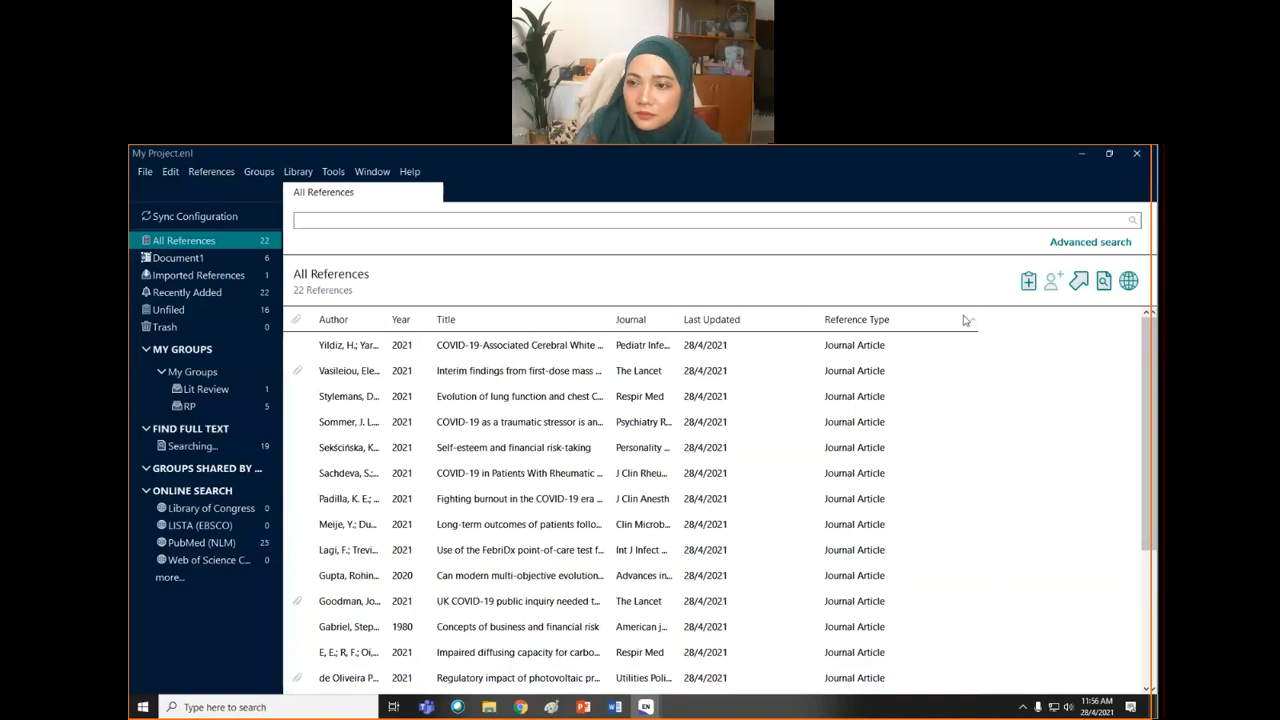 My Project.enl
File Edit References Groups Library Tools Window Help
All References
Sync Configuration
All References 22
Document1 6
Imported References 1
Recently Added 22
Unfiled 16
Trash 0
MY GROUPS
My Groups
Lit Review 1
RP 5
FIND FULL TEXT
Searching... 19
GROUPS SHARED BY ...
ONLINE SEARCH
Library of Congress 0
LISTA (EBSCO) 0
PubMed (NLM) 25
Web of Science C... 0
more...
Advanced search
All References
22 References
Author Year Title Journal Last Updated Reference Type
Yildiz, H.; Yar... 2021 COVID-19-Associated Cerebral White ... Pediatr Infe... 28/4/2021 Journal Article
Vasileiou, Ele... 2021 Interim findings from first-dose mass ... The Lancet 28/4/2021 Journal Article
Stylemans, D... 2021 Evolution of lung function and chest C... Respir Med 28/4/2021 Journal Article
Sommer, J. L... 2021 COVID-19 as a traumatic stressor is an... Psychiatry R... 28/4/2021 Journal Article
Sekścińska, K... 2021 Self-esteem and financial risk-taking Personality ... 28/4/2021 Journal Article
Sachdeva, S.;... 2021 COVID-19 in Patients With Rheumatic ... J Clin Rheu... 28/4/2021 Journal Article
Padilla, K. E.; ... 2021 Fighting burnout in the COVID-19 era ... J Clin Anesth 28/4/2021 Journal Article
Meije, Y.; Du... 2021 Long-term outcomes of patients follo... Clin Microb... 28/4/2021 Journal Article
Lagi, F.; Trevi... 2021 Use of the FebriDx point-of-care test f... Int J Infect ... 28/4/2021 Journal Article
Gupta, Rohin... 2020 Can modern multi-objective evolution... Advances in... 28/4/2021 Journal Article
Goodman, Jo... 2021 UK COVID-19 public inquiry needed t... The Lancet 28/4/2021 Journal Article
Gabriel, Step... 1980 Concepts of business and financial risk American j... 28/4/2021 Journal Article
E, E.; R, F.; Oi,... 2021 Impaired diffusing capacity for carbo... Respir Med 28/4/2021 Journal Article
de Oliveira P... 2021 Regulatory impact of photovoltaic pr... Utilities Poli... 28/4/2021 Journal Article
Type here to search
EN
11:56 AM
28/4/2021